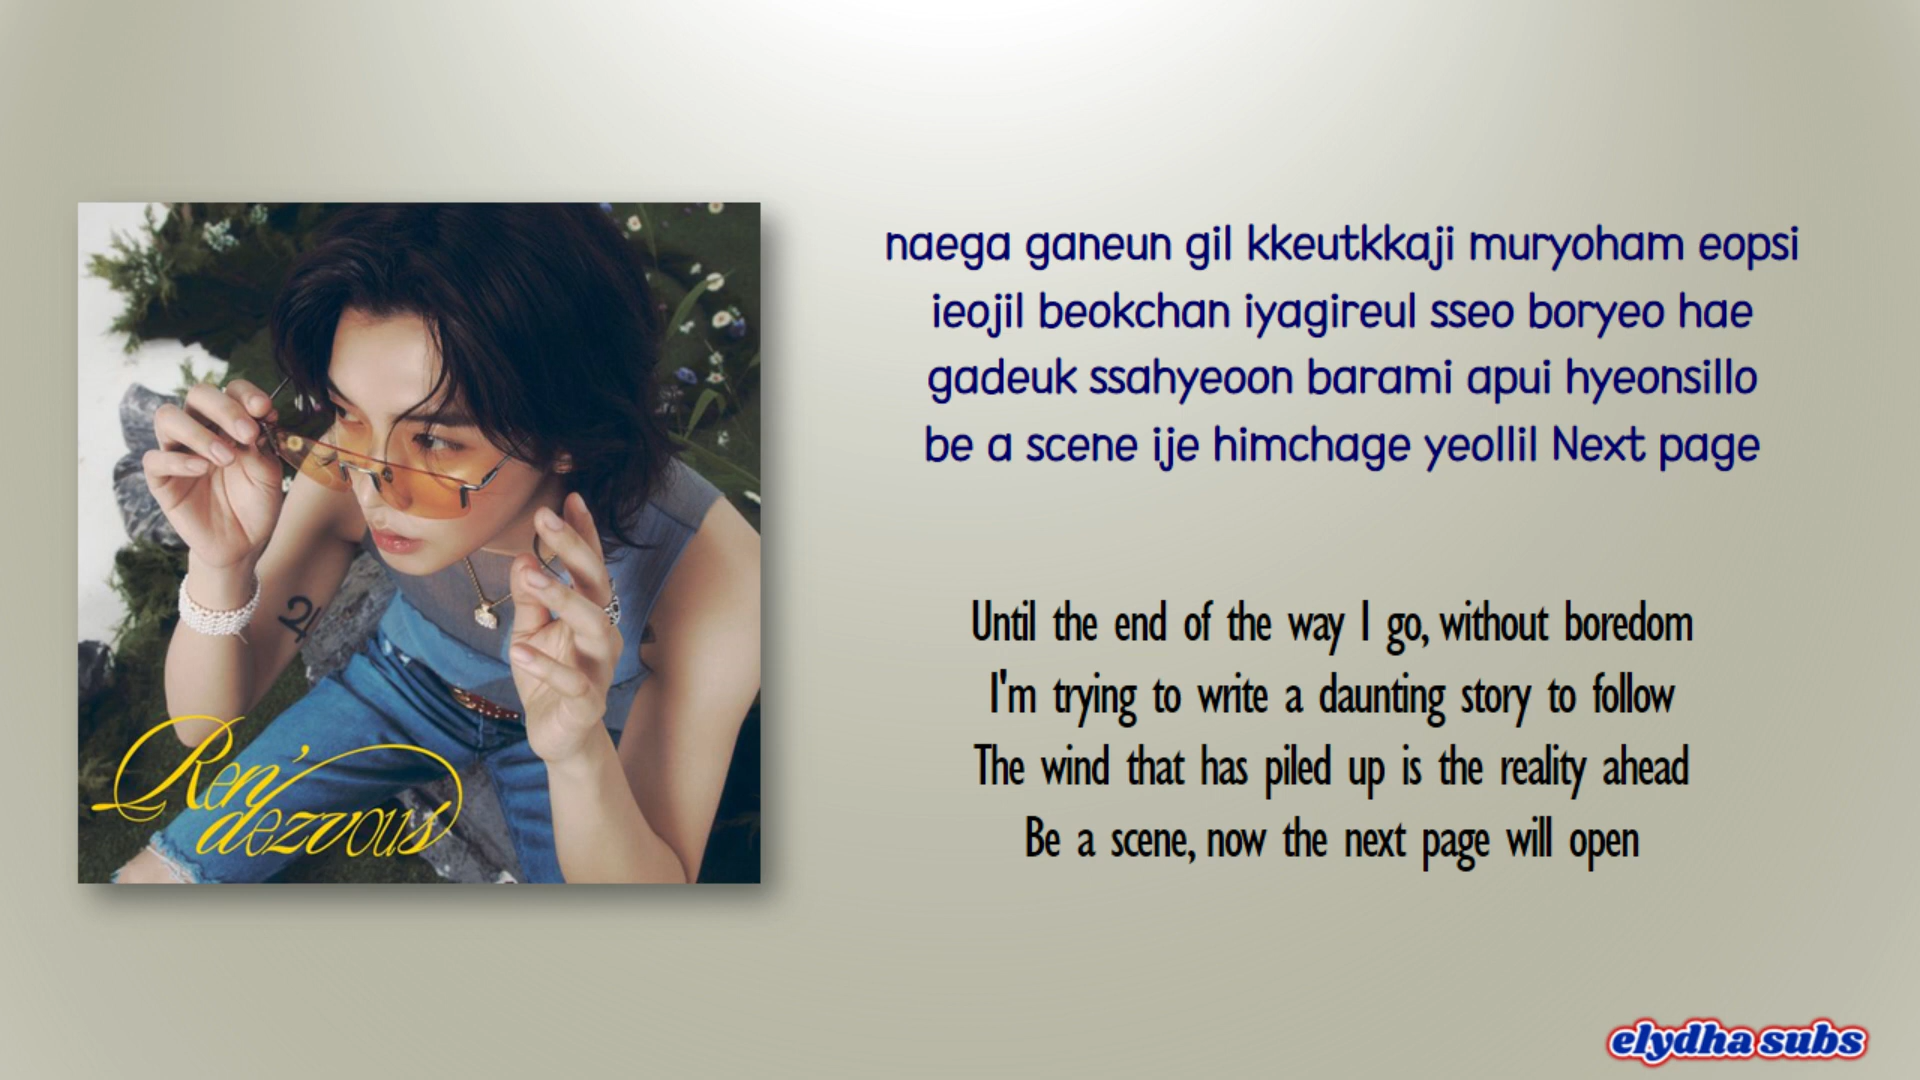 Ren'
dezvous
naega ganeun gil kkeutkkaji muryoham eopsi
ieojil beokchan iyagireul sseo boryeo hae
gadeuk ssahyeoon barami apui hyeonsillo
be a scene ije himchage yeollil Next page
Until the end of the way I go, without boredom
I'm trying to write a daunting story to follow
The wind that has piled up is the reality ahead
Be a scene, now the next page will open
elydha subs